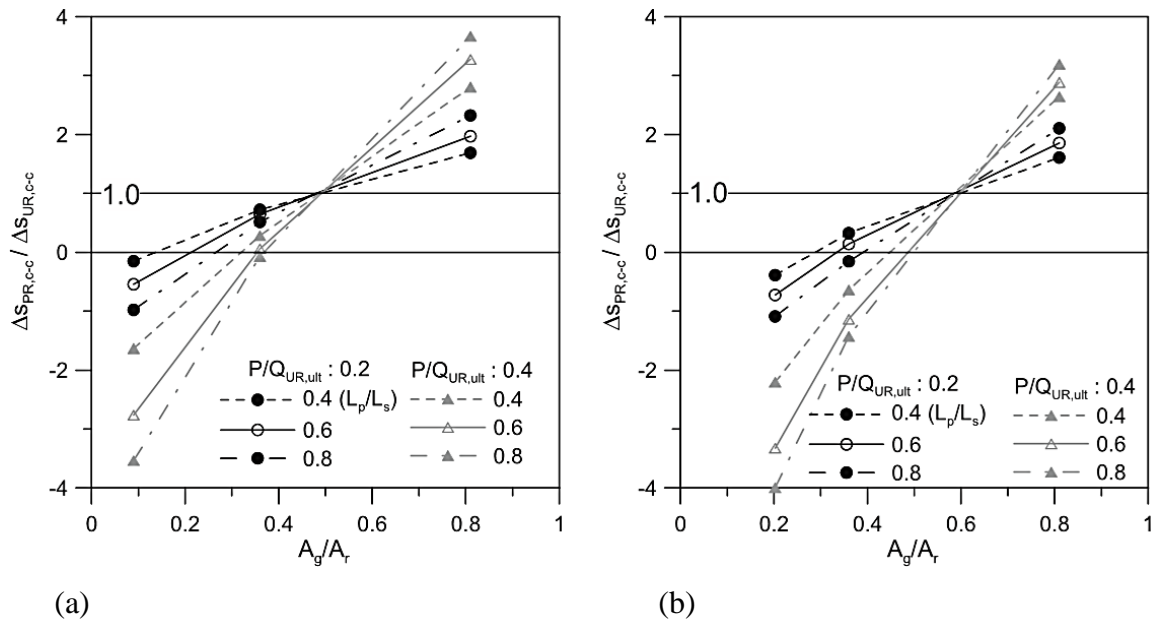 4
2
1.0
0
-2
-4
Δs_PR,c-c / Δs_UR,c-c
P/Q_UR,ult : 0.2 P/Q_UR,ult : 0.4
0.4 (L_p/L_s) 0.4
0.6 0.6
0.8 0.8
0 0.2 0.4 0.6 0.8 1
A_g/A_r
(a)
4
2
1.0
0
-2
-4
Δs_PR,c-c / Δs_UR,c-c
P/Q_UR,ult : 0.2 P/Q_UR,ult : 0.4
0.4 (L_p/L_s) 0.4
0.6 0.6
0.8 0.8
0 0.2 0.4 0.6 0.8 1
A_g/A_r
(b)